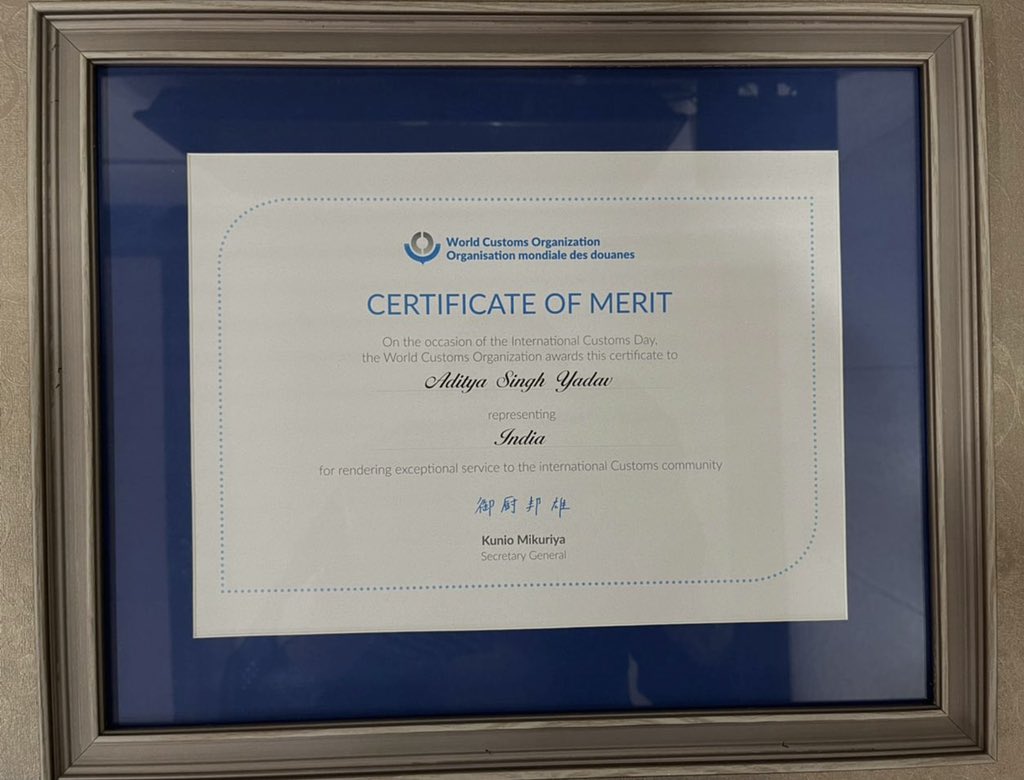 World Customs Organization
Organisation mondiale des douanes
CERTIFICATE OF MERIT
On the occasion of the International Customs Day,
the World Customs Organization awards this certificate to
Aditya Singh Yadav
representing
India
for rendering exceptional service to the international Customs community
御厨邦雄
Kunio Mikuriya
Secretary General